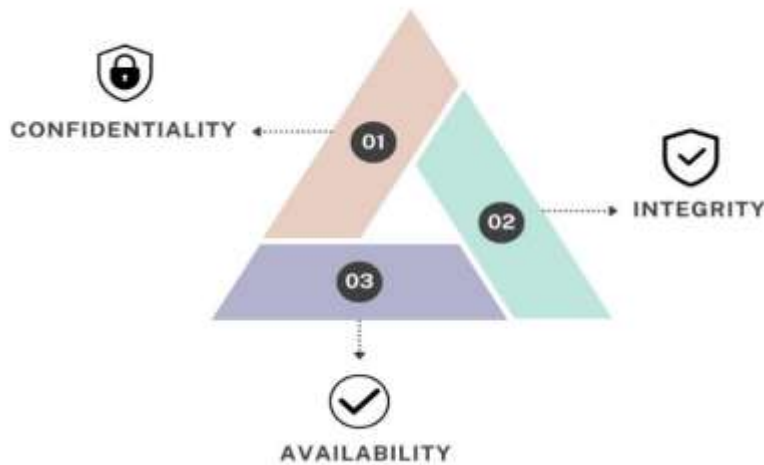 CONFIDENTIALITY
01
INTEGRITY
02
03
AVAILABILITY